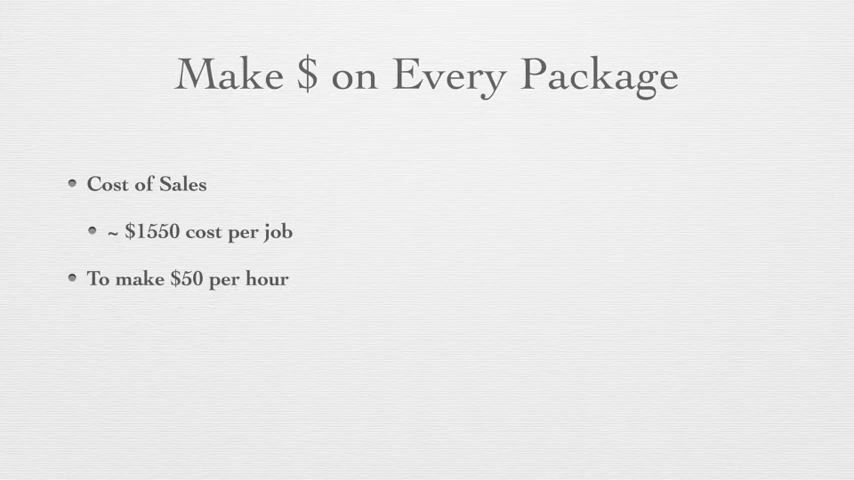 Make $ on Every Package
• Cost of Sales
• ~ $1550 cost per job
• To make $50 per hour